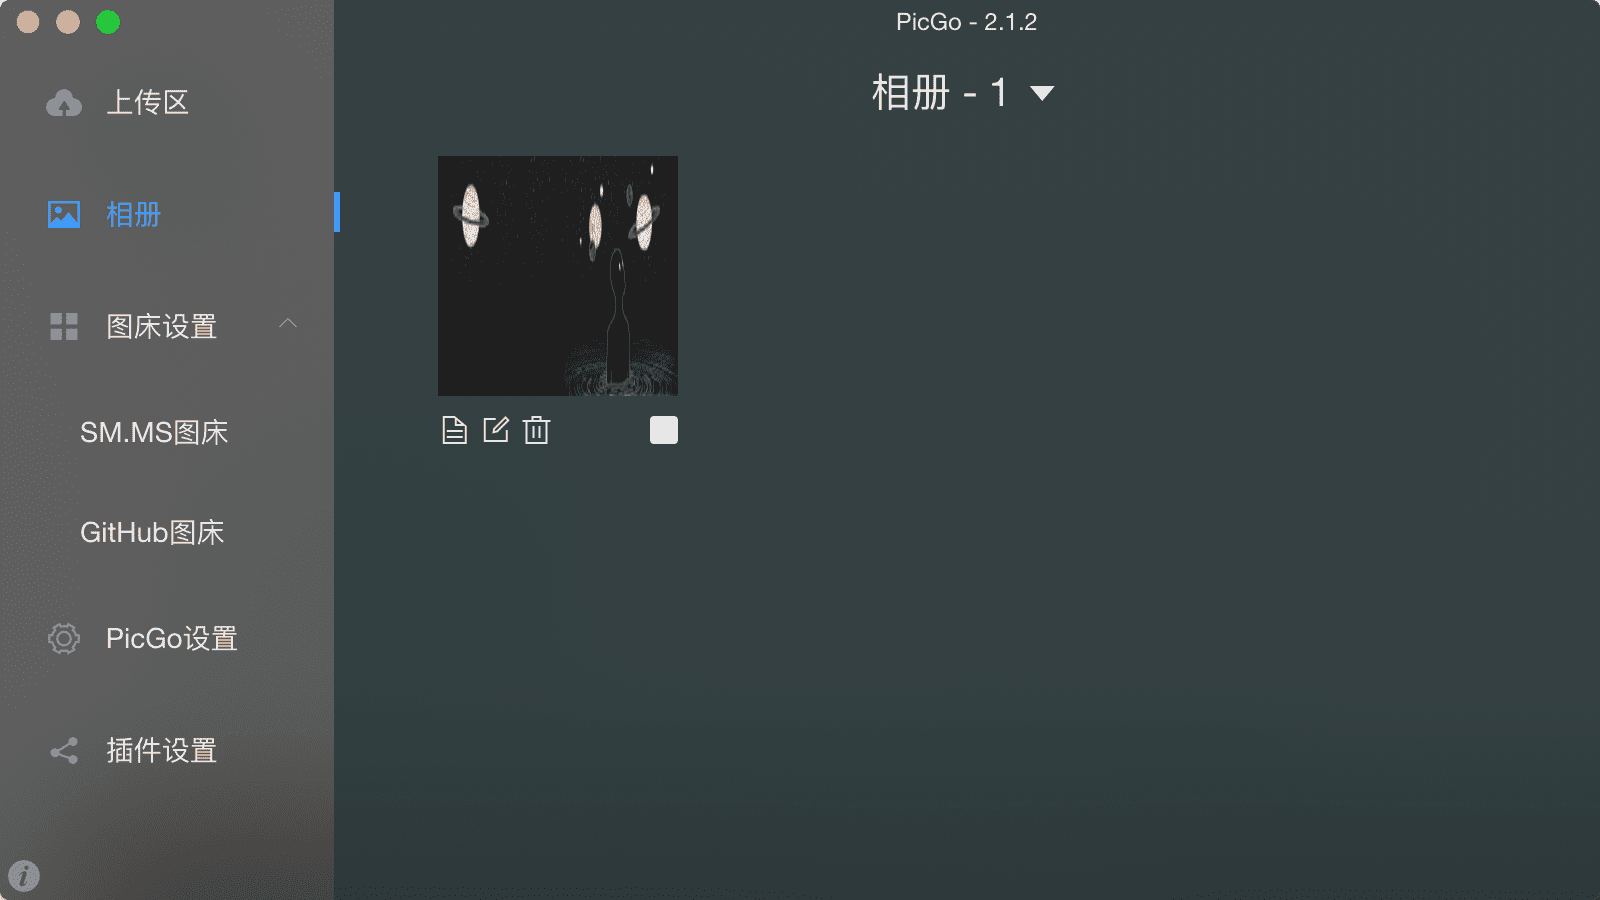 PicGo - 2.1.2
上传区
相册
图床设置
SM.MS图床
GitHub图床
PicGo设置
插件设置
相册 - 1